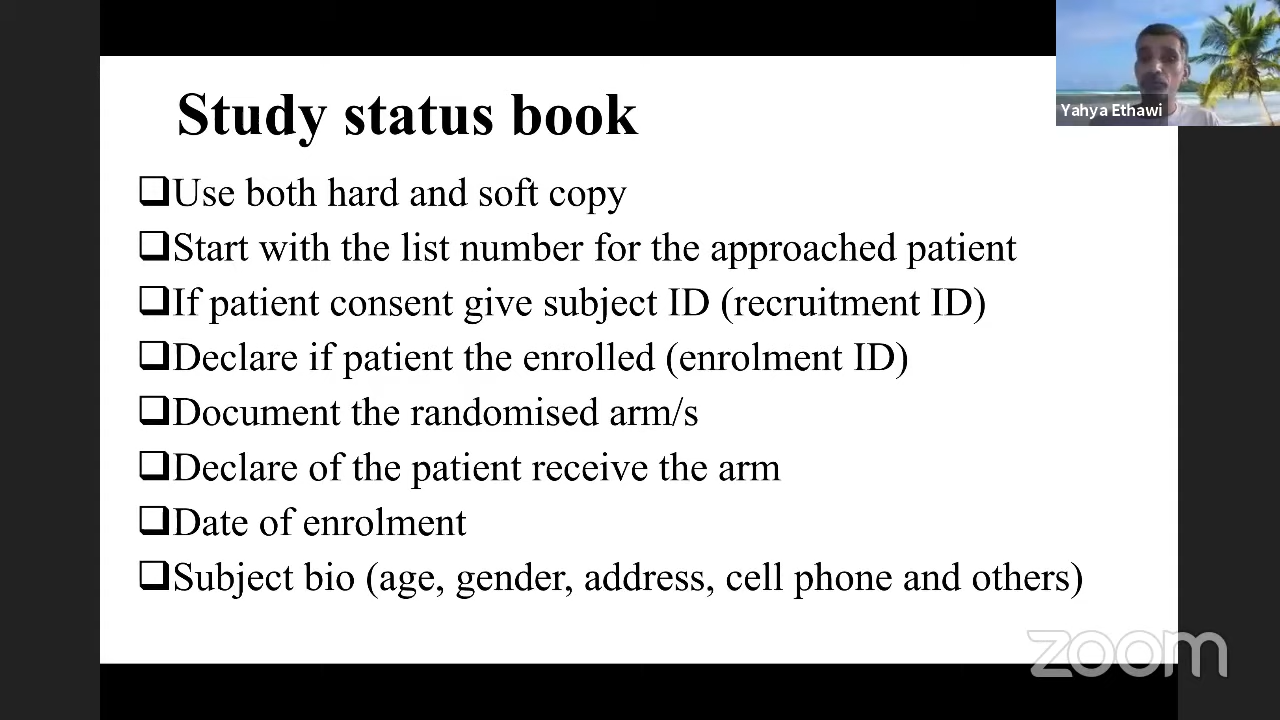 Study status book
Use both hard and soft copy
Start with the list number for the approached patient
If patient consent give subject ID (recruitment ID)
Declare if patient the enrolled (enrolment ID)
Document the randomised arm/s
Declare of the patient receive the arm
Date of enrolment
Subject bio (age, gender, address, cell phone and others)
Yahya Ethawi
zoom